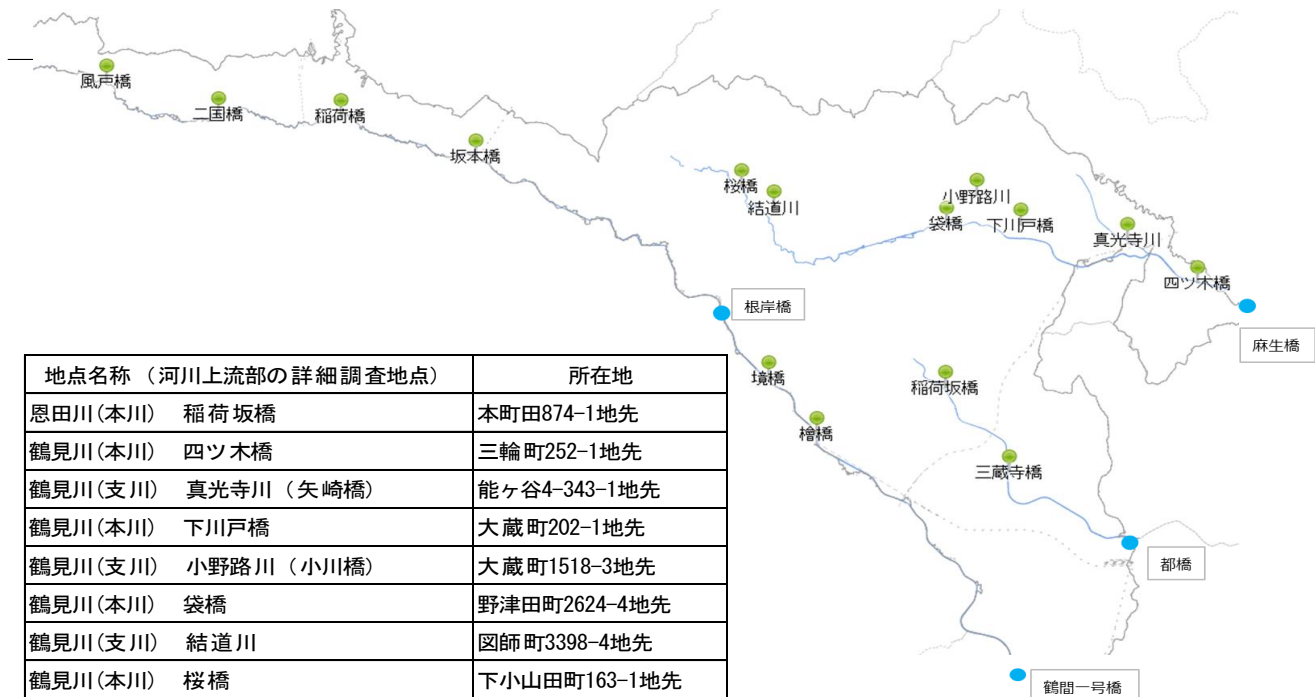 風戸橋
二国橋
稲荷橋
坂本橋
桜橋
結道川
小野路川
袋橋
下川戸橋
真光寺川
四ツ木橋
根岸橋
麻生橋
境橋
稲荷坂橋
檜橋
三蔵寺橋
都橋
鶴間一号橋
地点名称 （河川上流部の詳細調査地点） 所在地
恩田川(本川) 稲荷坂橋 本町田874-1地先
鶴見川(本川) 四ツ木橋 三輪町252-1地先
鶴見川(支川) 真光寺川（矢崎橋） 能ヶ谷4-343-1地先
鶴見川(本川) 下川戸橋 大蔵町202-1地先
鶴見川(支川) 小野路川（小川橋） 大蔵町1518-3地先
鶴見川(本川) 袋橋 野津田町2624-4地先
鶴見川(支川) 結道川 図師町3398-4地先
鶴見川(本川) 桜橋 下小山田町163-1地先